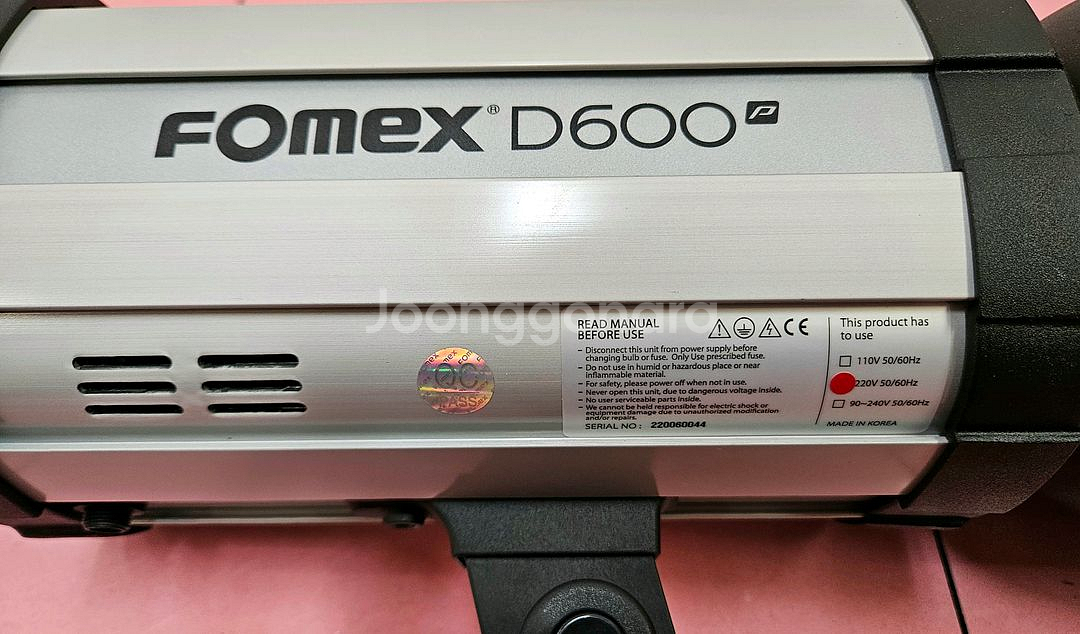 FOMEX® D600 P
Joonggonara
READ MANUAL
BEFORE USE
– Disconnect this unit from power supply before
changing bulb or fuse. Only Use prescribed fuse.
– Do not use in humid or hazardous place or near
inflammable material.
– For safety, please power off when not in use.
– Never open this unit, due to dangerous voltage inside.
– No user serviceable parts inside.
– We cannot be held responsible for electric shock or
equipment damage due to unauthorized modification
and/or repairs.
SERIAL NO : 220060044
CE
This product has
to use
110V 50/60Hz
220V 50/60Hz
90~240V 50/60Hz
MADE IN KOREA
QC
PASS